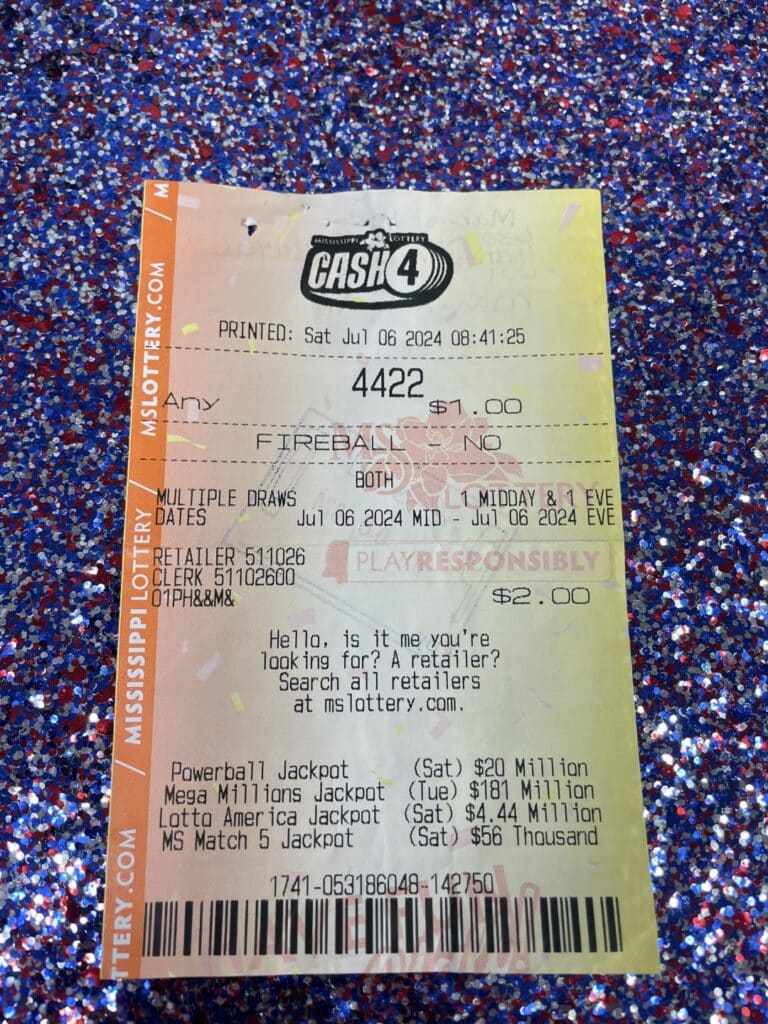 MISSISSIPPI LOTTERY
CASH 4
PRINTED: Sat Jul 06 2024 08:41:25
4422
Any $1.00
FIREBALL NO
BOTH
MULTIPLE DRAWS 1 MIDDAY & 1 EVE
DATES Jul 06 2024 MID - Jul 06 2024 EVE
RETAILER 511026
CLERK 51102600
01PH&&M& $2.00
MS LOTTERY
PLAYRESPONSIBLY
Hello, is it me you're
looking for? A retailer?
Search all retailers
at mslottery.com.
Powerball Jackpot (Sat) $20 Million
Mega Millions Jackpot (Tue) $181 Million
Lotto America Jackpot (Sat) $4.44 Million
MS Match 5 Jackpot (Sat) $56 Thousand
1741-053186048-142750
TTERY.COM / MISSISSIPPI LOTTERY / MSLOTTERY.COM / M